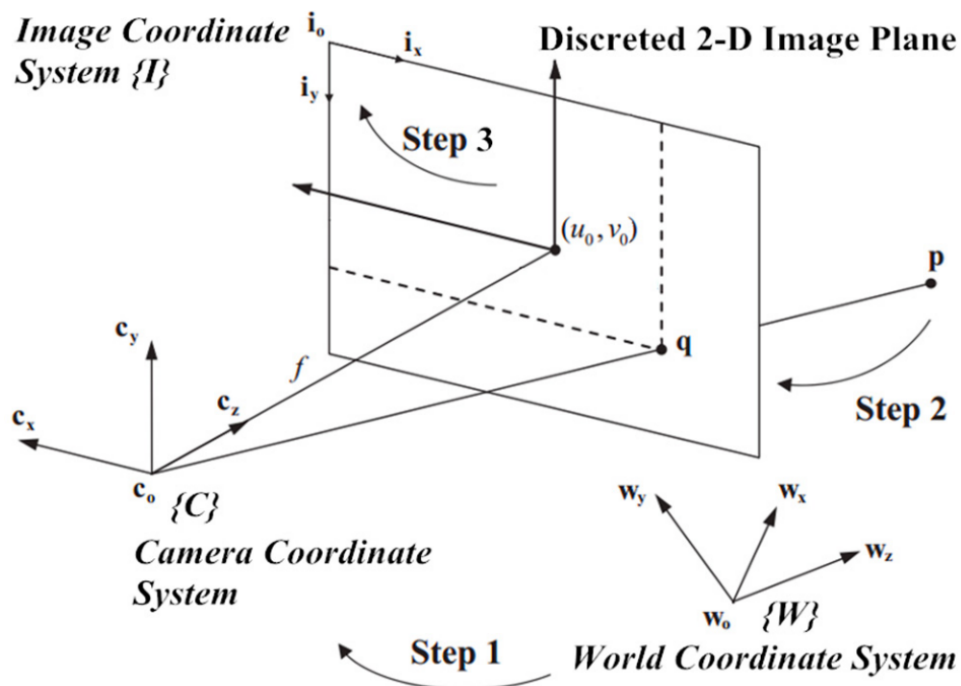 Image Coordinate
System {I}
i_o
i_x
i_y
Discreted 2-D Image Plane
Step 3
(u_0, v_0)
p
q
c_y
f
c_z
c_x
Step 2
c_o
{C}
Camera Coordinate
System
w_y
w_x
w_z
w_o
{W}
World Coordinate System
Step 1